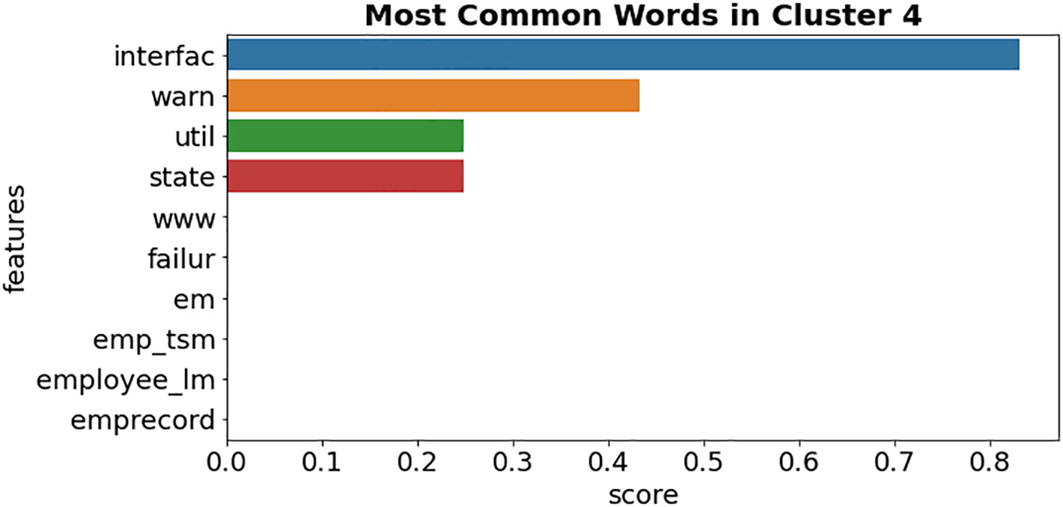 Most Common Words in Cluster 4
interfac
warn
util
state
www
failur
em
emp_tsm
employee_lm
emprecord
features
0.0 0.1 0.2 0.3 0.4 0.5 0.6 0.7 0.8
score